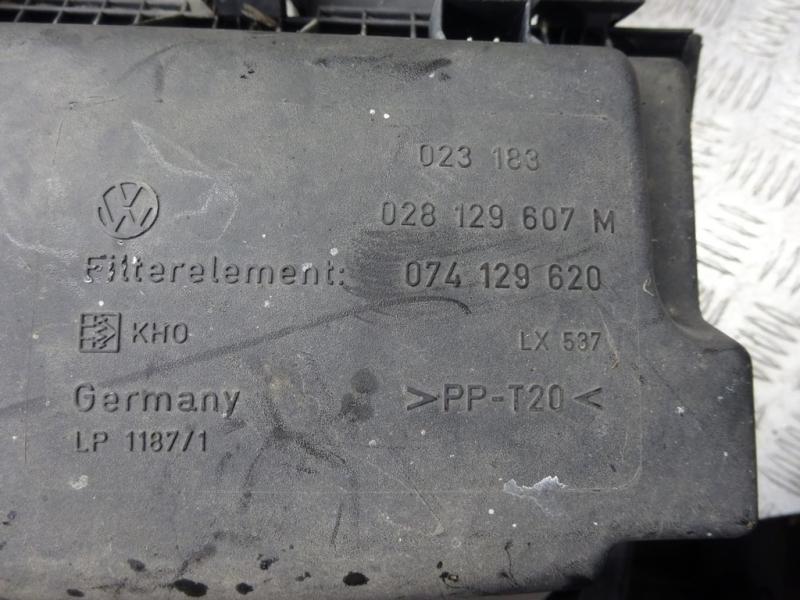 023 183
028 129 607 M
Filterelement: 074 129 620
KHO LX 537
Germany >PP-T20<
LP 1187/1